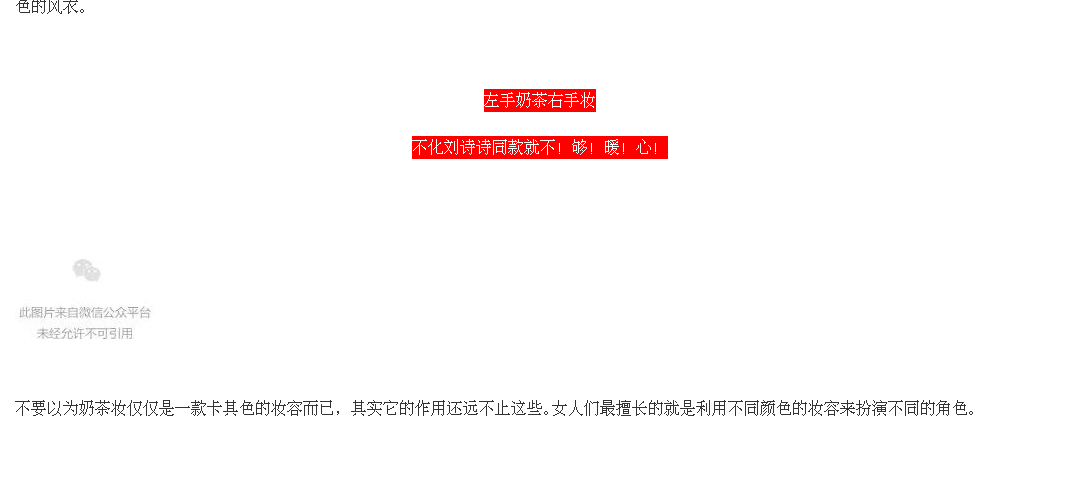 色的风衣。
左手奶茶右手妆
不化刘诗诗同款就不！够！暖！心！
此图片来自微信公众平台
未经允许不可引用
不要以为奶茶妆仅仅是一款卡其色的妆容而已，其实它的作用还远不止这些。女人们最擅长的就是利用不同颜色的妆容来扮演不同的角色。